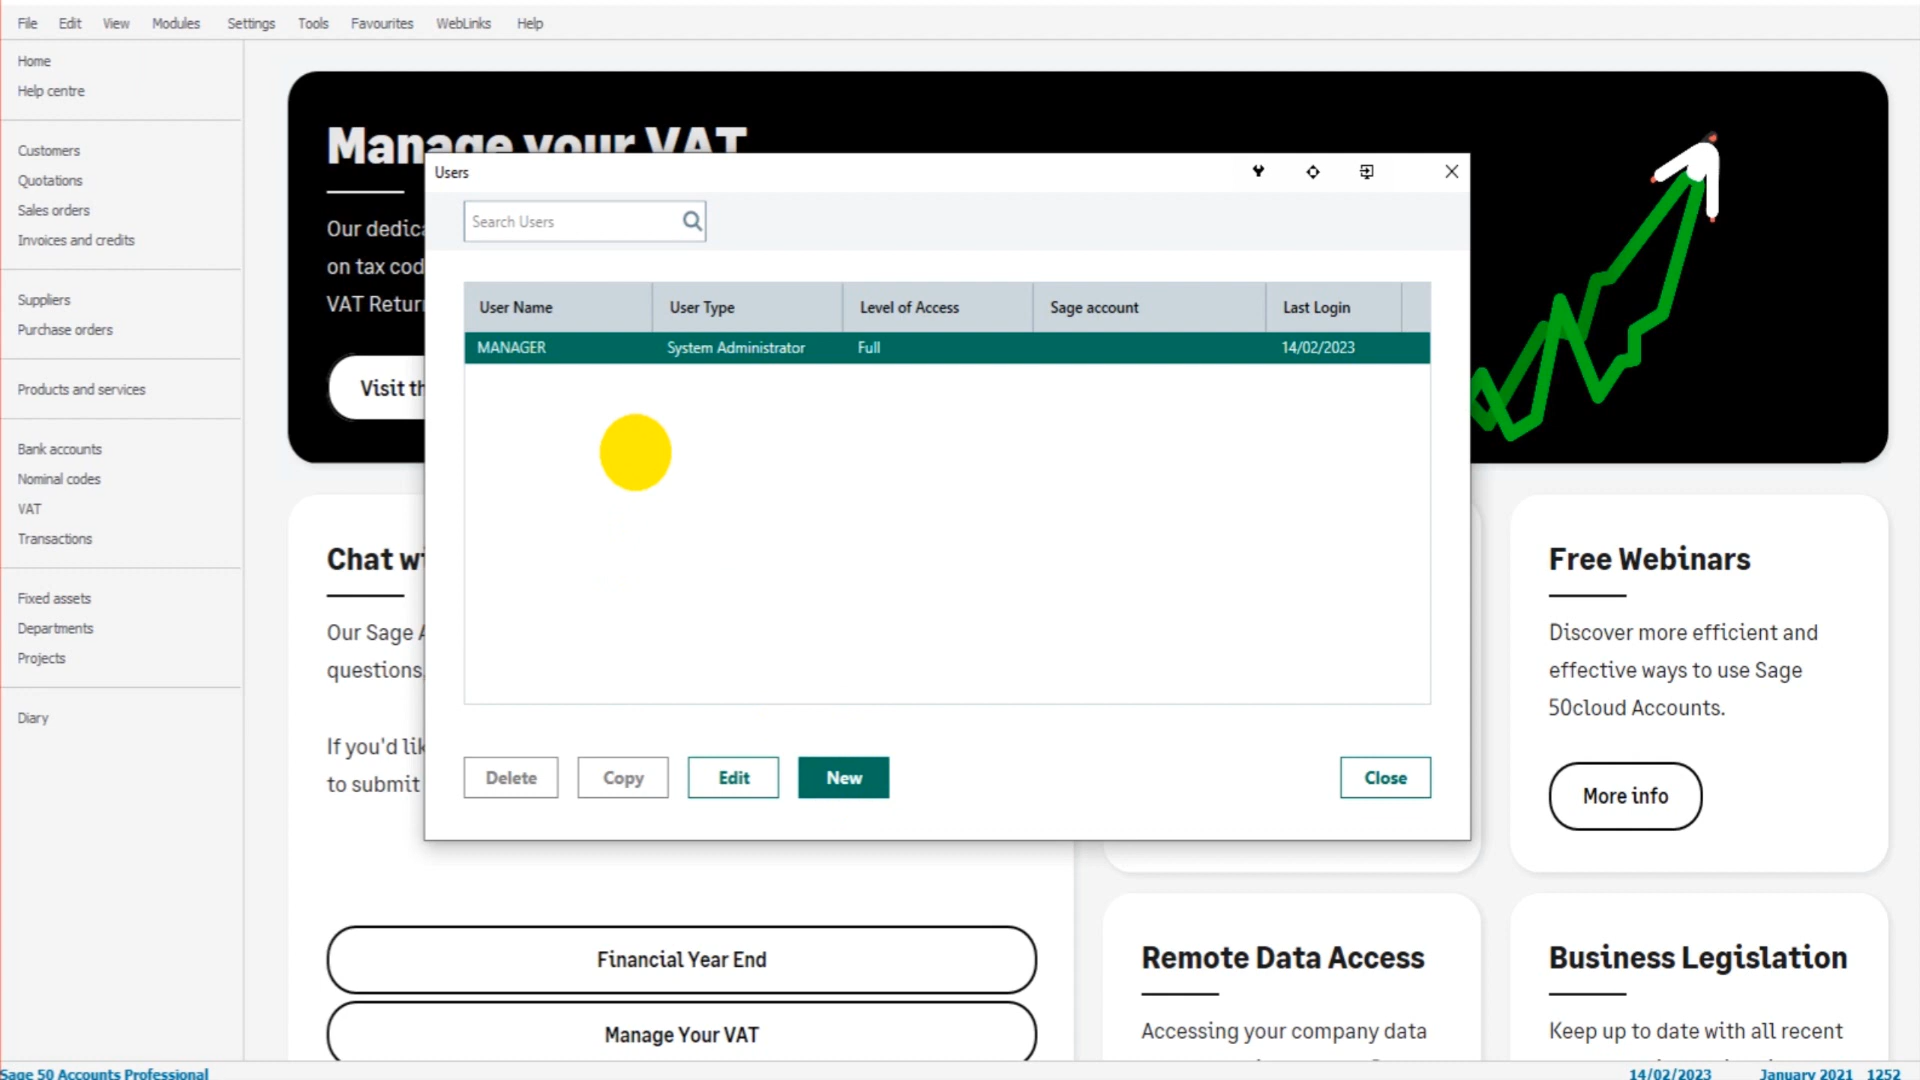 File Edit View Modules Settings Tools Favourites WebLinks Help
Home
Help centre
Customers
Quotations
Sales orders
Invoices and credits
Suppliers
Purchase orders
Products and services
Bank accounts
Nominal codes
VAT
Transactions
Fixed assets
Departments
Projects
Diary
Manage your VAT
Our dedica
on tax cod
VAT Return
Visit th
Users
Search Users
User Name User Type Level of Access Sage account Last Login
MANAGER System Administrator Full 14/02/2023
Delete Copy Edit New Close
Chat wi
Our Sage A
questions.
If you'd lik
to submit
Financial Year End
Manage Your VAT
Free Webinars
Discover more efficient and
effective ways to use Sage
50cloud Accounts.
More info
Remote Data Access
Accessing your company data
Business Legislation
Keep up to date with all recent
Sage 50 Accounts Professional 14/02/2023 January 2021 1252